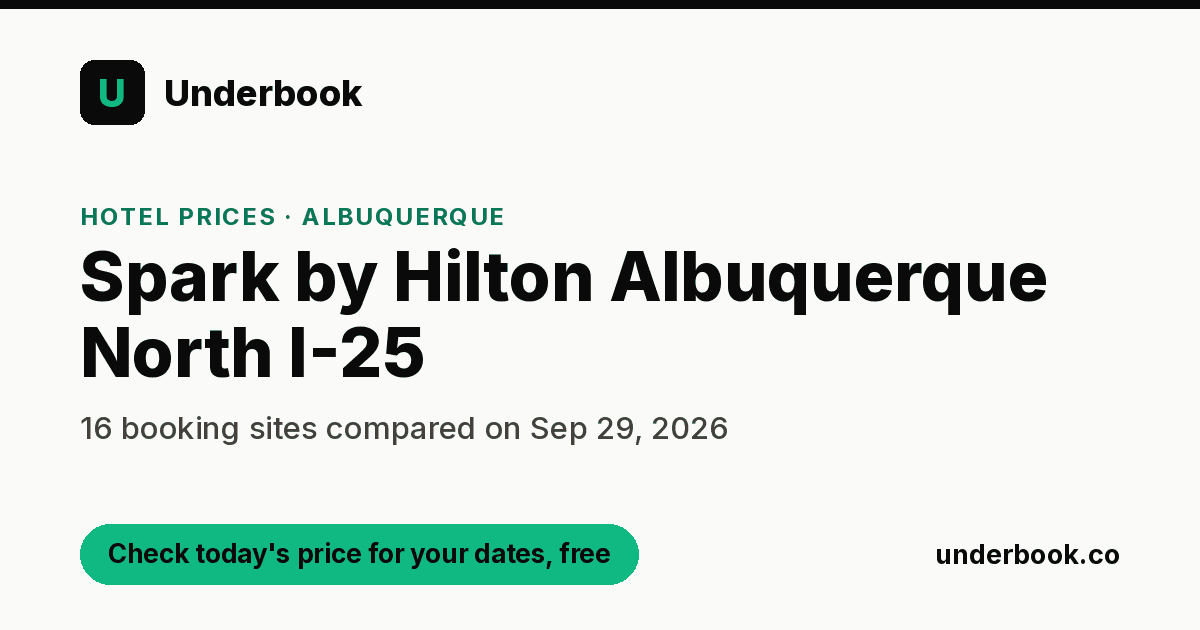 U
Underbook
HOTEL PRICES · ALBUQUERQUE
Spark by Hilton Albuquerque
North I-25
16 booking sites compared on Sep 29, 2026
Check today's price for your dates, free
underbook.co